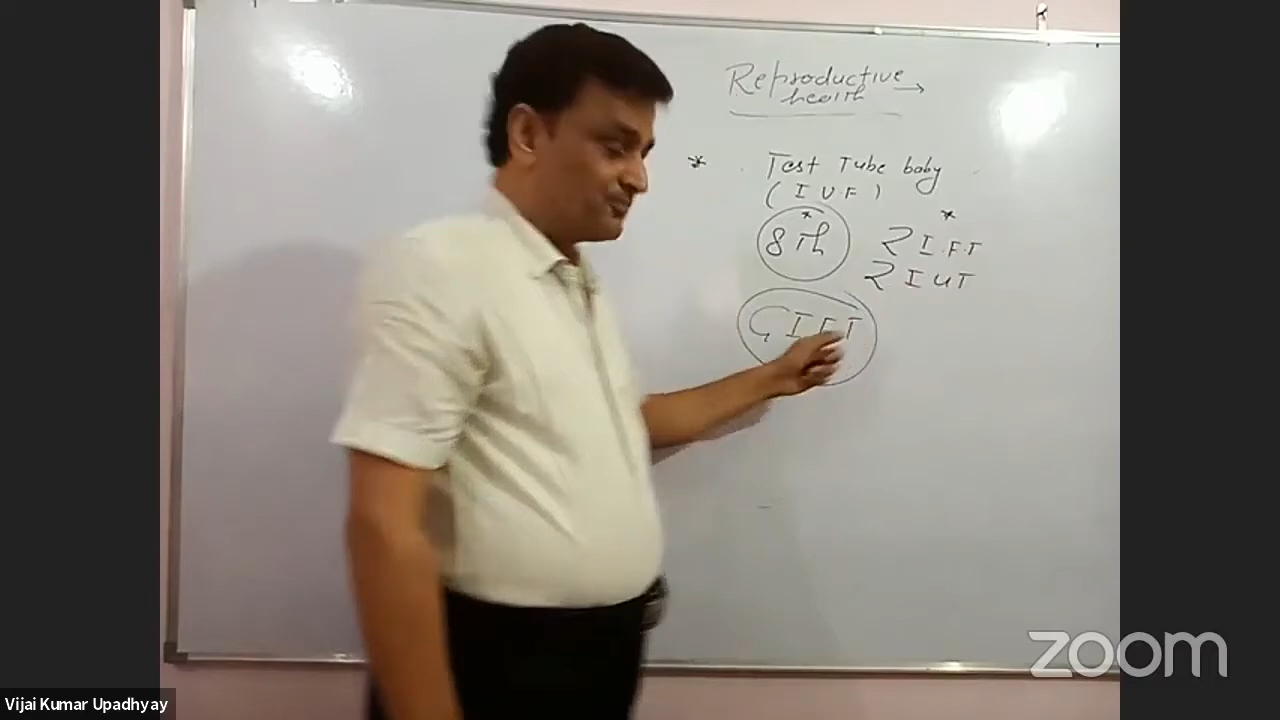 Reproductive →
health
* Test Tube baby
(IVF)
8Th * ZIFT
* ZIUT
GIFT
zoom
Vijai Kumar Upadhyay